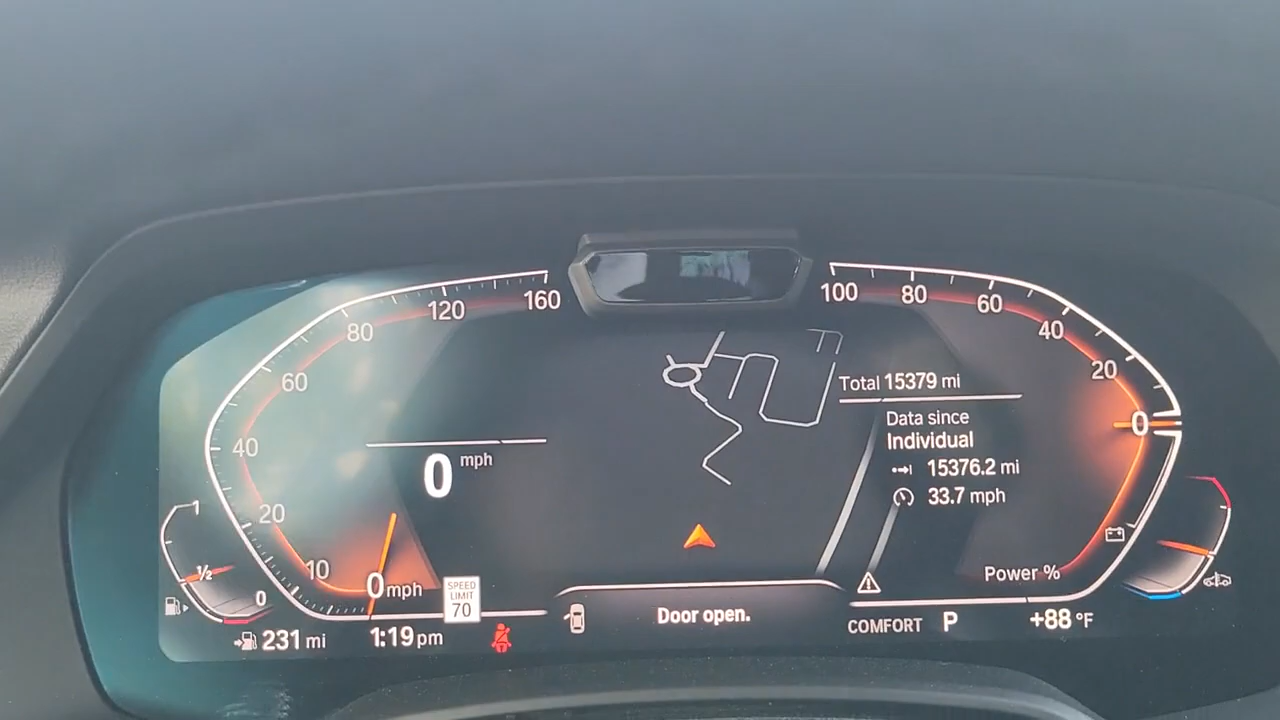 160
120
80
60
40
20
10
0 mph
0 mph
SPEED
LIMIT
70
1
1/2
0
231 mi
1:19 pm
Door open.
100
80
60
40
20
0
Total 15379 mi
Data since
Individual
15376.2 mi
33.7 mph
Power %
COMFORT P +88 °F